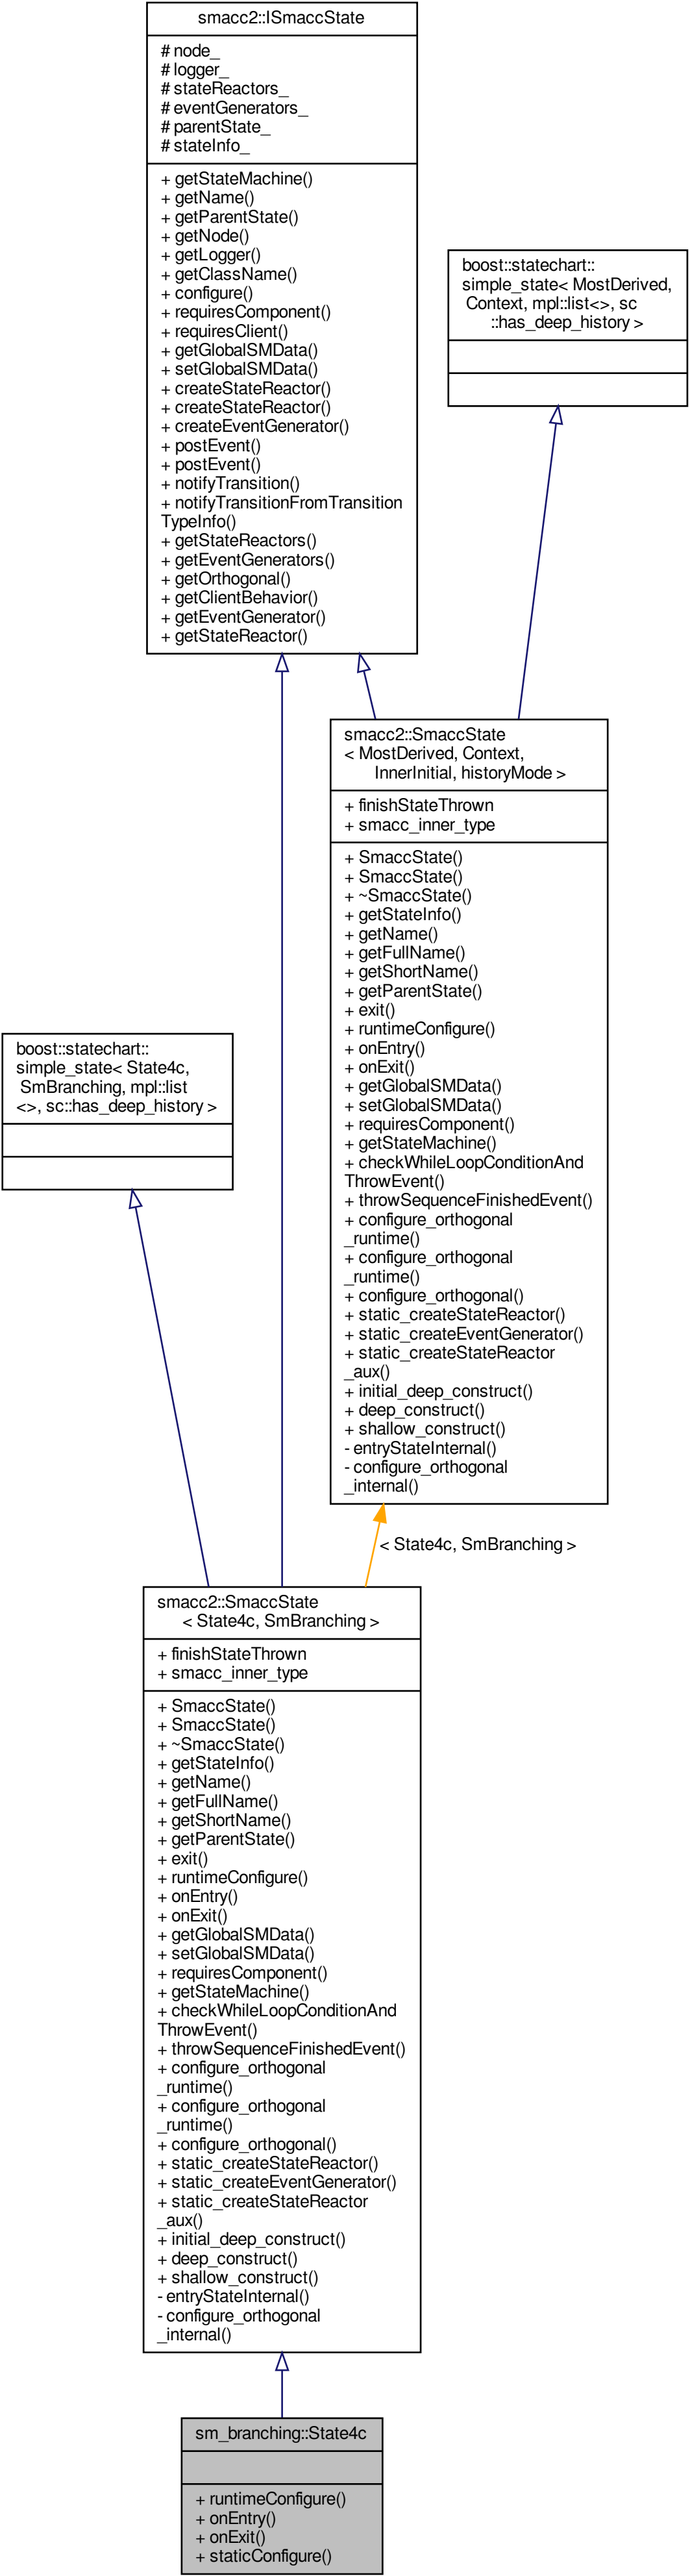 smacc2::ISmaccState
# node_
# logger_
# stateReactors_
# eventGenerators_
# parentState_
# stateInfo_
+ getStateMachine()
+ getName()
+ getParentState()
+ getNode()
+ getLogger()
+ getClassName()
+ configure()
+ requiresComponent()
+ requiresClient()
+ getGlobalSMData()
+ setGlobalSMData()
+ createStateReactor()
+ createStateReactor()
+ createEventGenerator()
+ postEvent()
+ postEvent()
+ notifyTransition()
+ notifyTransitionFromTransition
TypeInfo()
+ getStateReactors()
+ getEventGenerators()
+ getOrthogonal()
+ getClientBehavior()
+ getEventGenerator()
+ getStateReactor()
boost::statechart::
simple_state< MostDerived,
Context, mpl::list<>, sc
::has_deep_history >
smacc2::SmaccState
< MostDerived, Context,
InnerInitial, historyMode >
+ finishStateThrown
+ smacc_inner_type
+ SmaccState()
+ SmaccState()
+ ~SmaccState()
+ getStateInfo()
+ getName()
+ getFullName()
+ getShortName()
+ getParentState()
+ exit()
+ runtimeConfigure()
+ onEntry()
+ onExit()
+ getGlobalSMData()
+ setGlobalSMData()
+ requiresComponent()
+ getStateMachine()
+ checkWhileLoopConditionAnd
ThrowEvent()
+ throwSequenceFinishedEvent()
+ configure_orthogonal
_runtime()
+ configure_orthogonal
_runtime()
+ configure_orthogonal()
+ static_createStateReactor()
+ static_createEventGenerator()
+ static_createStateReactor
_aux()
+ initial_deep_construct()
+ deep_construct()
+ shallow_construct()
- entryStateInternal()
- configure_orthogonal
_internal()
boost::statechart::
simple_state< State4c,
SmBranching, mpl::list
<>, sc::has_deep_history >
< State4c, SmBranching >
smacc2::SmaccState
< State4c, SmBranching >
+ finishStateThrown
+ smacc_inner_type
+ SmaccState()
+ SmaccState()
+ ~SmaccState()
+ getStateInfo()
+ getName()
+ getFullName()
+ getShortName()
+ getParentState()
+ exit()
+ runtimeConfigure()
+ onEntry()
+ onExit()
+ getGlobalSMData()
+ setGlobalSMData()
+ requiresComponent()
+ getStateMachine()
+ checkWhileLoopConditionAnd
ThrowEvent()
+ throwSequenceFinishedEvent()
+ configure_orthogonal
_runtime()
+ configure_orthogonal
_runtime()
+ configure_orthogonal()
+ static_createStateReactor()
+ static_createEventGenerator()
+ static_createStateReactor
_aux()
+ initial_deep_construct()
+ deep_construct()
+ shallow_construct()
- entryStateInternal()
- configure_orthogonal
_internal()
sm_branching::State4c
+ runtimeConfigure()
+ onEntry()
+ onExit()
+ staticConfigure()